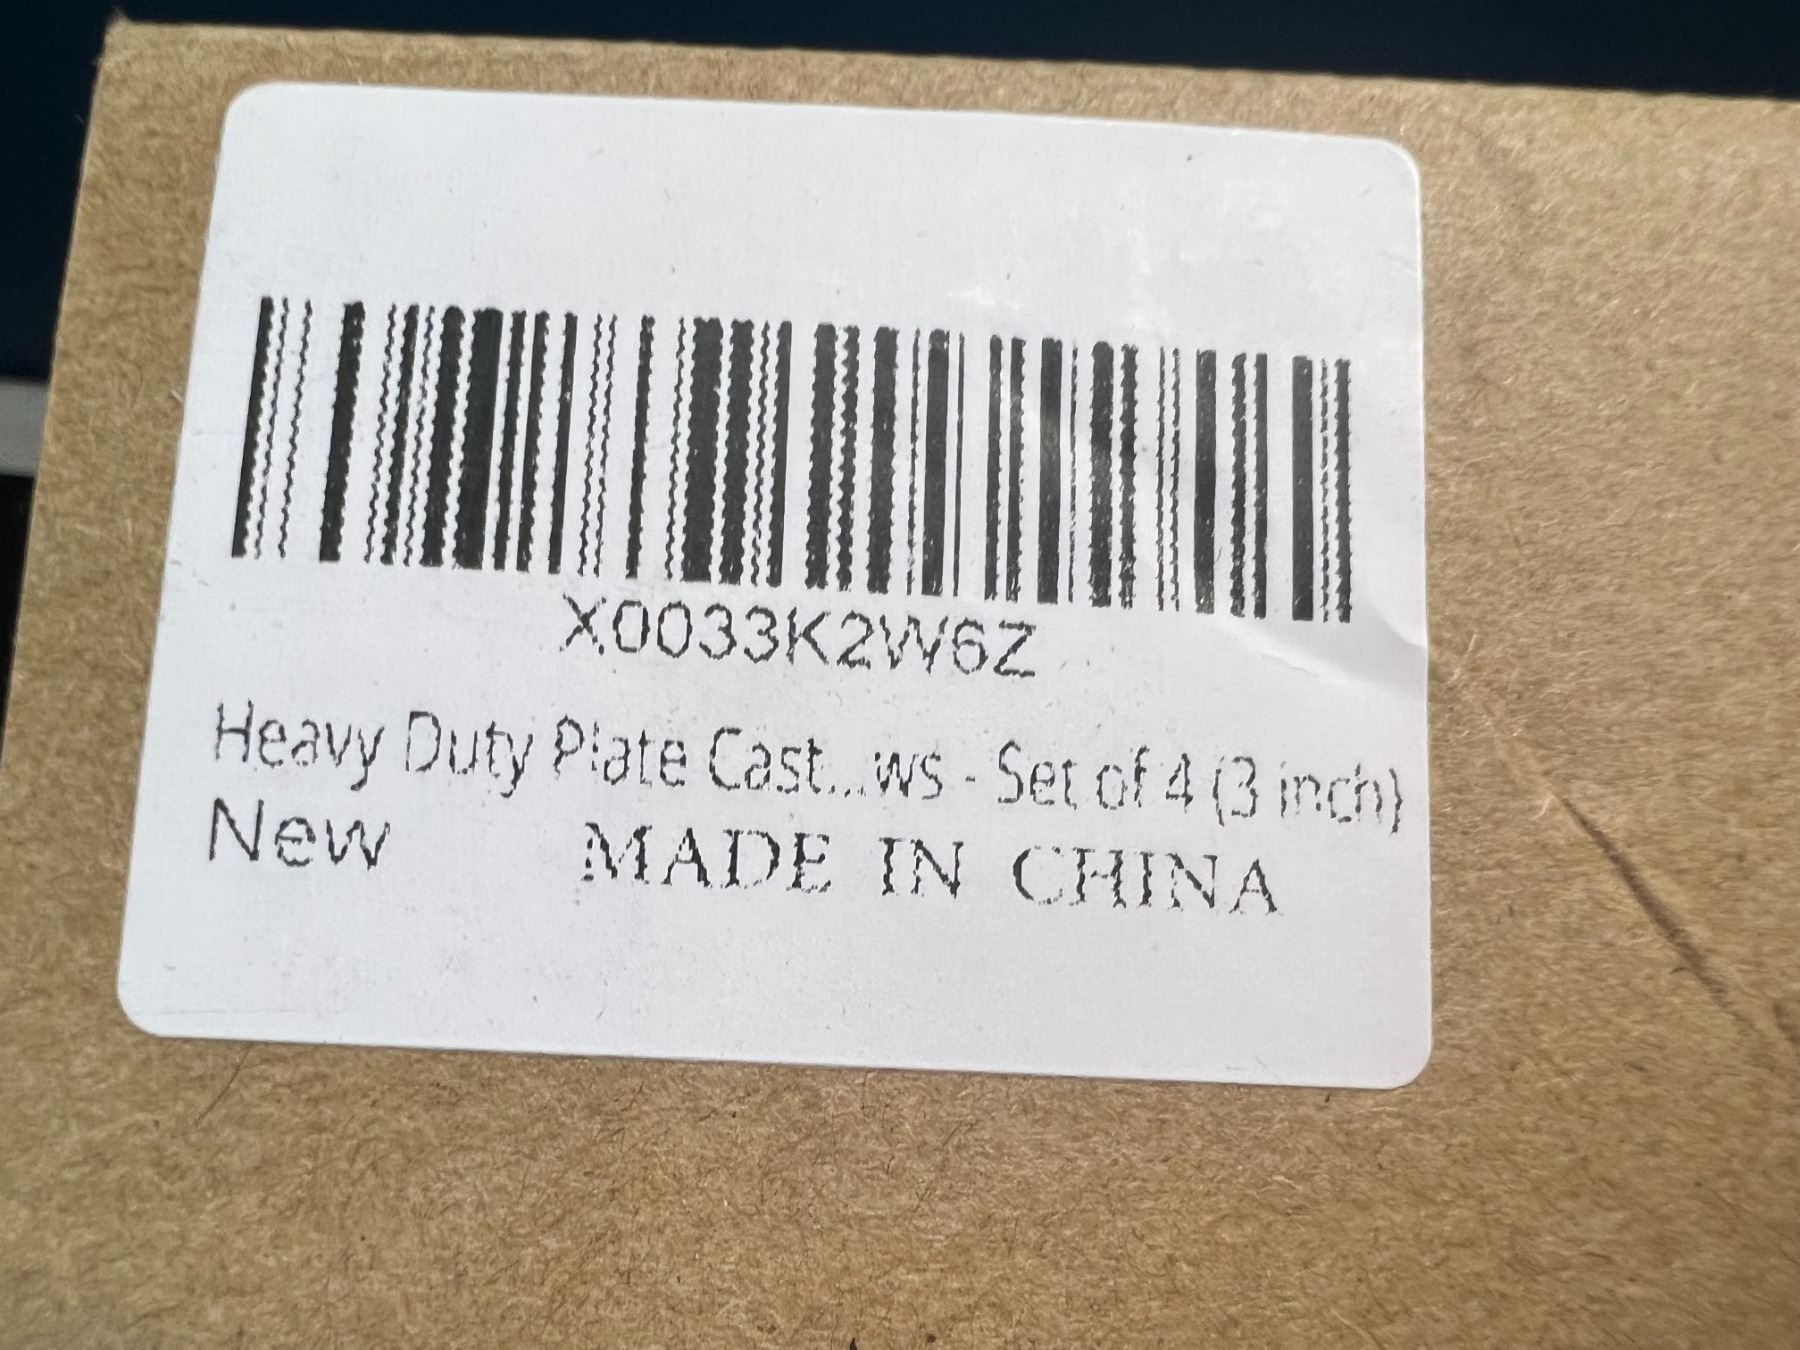 X0033K2W6Z
Heavy Duty Plate Cast...ws - Set of 4 (3 inch)
New MADE IN CHINA